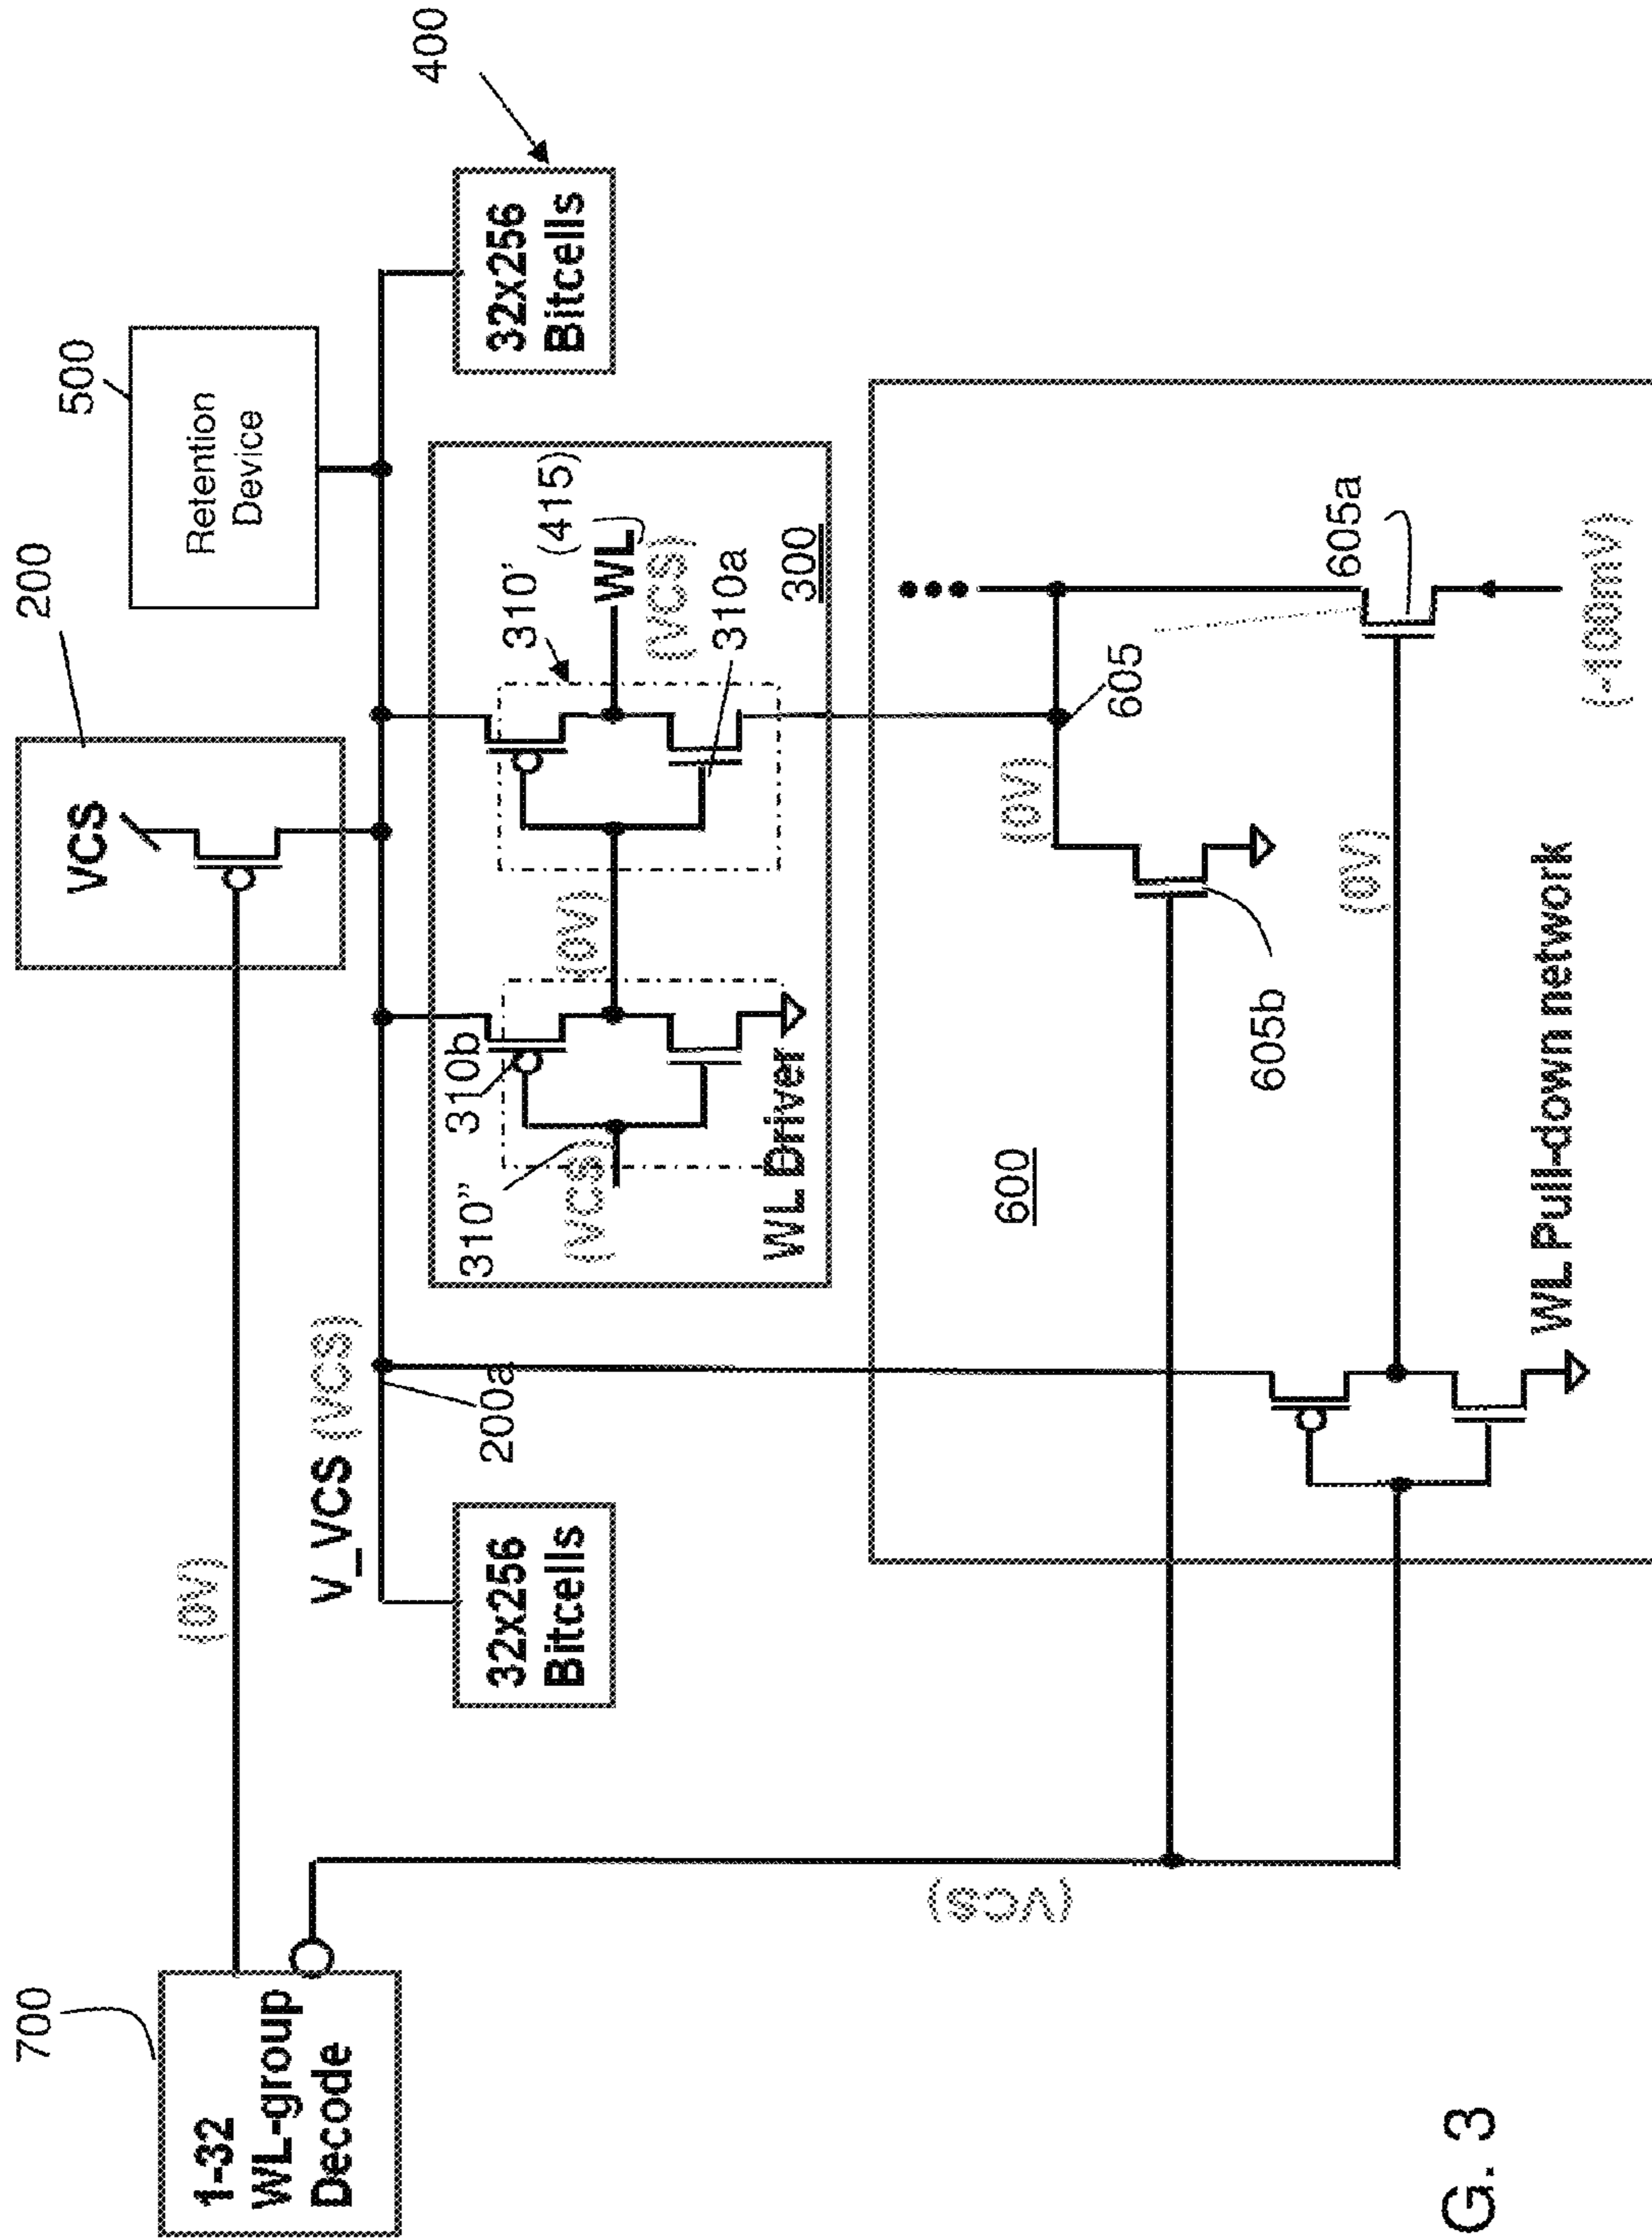 700
1-32
WL-group
Decode
(0V)
200
VCS
500
Retention
Device
V_VCS (VCS)
200a
32x256
Bitcells
32x256
Bitcells
400
310"
310b
(VCS)
(0V)
310'
WL
(415)
(VCS)
310a
WL Driver
300
(VCS)
600
(0V)
605
605b
(0V)
605a
(-100mV)
WL Pull-down network
G. 3